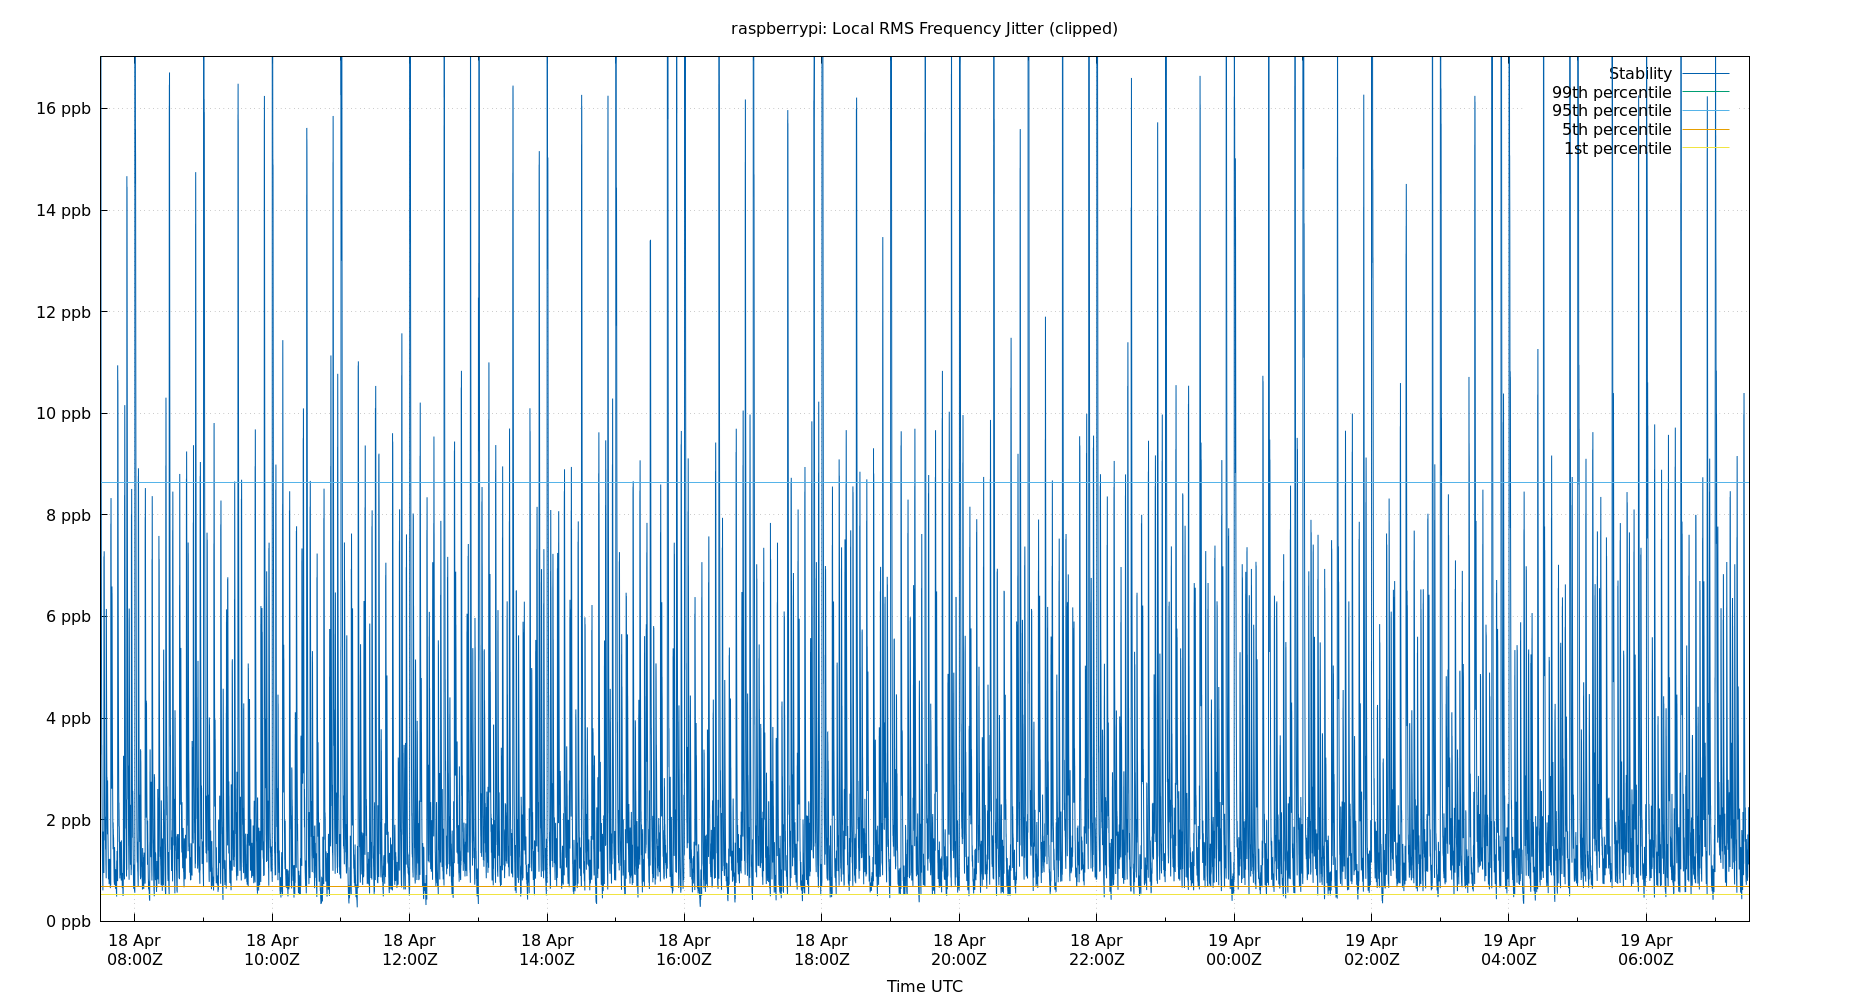 raspberrypi: Local RMS Frequency Jitter (clipped)
Stability
99th percentile
95th percentile
5th percentile
1st percentile
16 ppb
14 ppb
12 ppb
10 ppb
8 ppb
6 ppb
4 ppb
2 ppb
0 ppb
18 Apr 18 Apr 18 Apr 18 Apr 18 Apr 18 Apr 18 Apr 18 Apr 19 Apr 19 Apr 19 Apr 19 Apr
08:00Z 10:00Z 12:00Z 14:00Z 16:00Z 18:00Z 20:00Z 22:00Z 00:00Z 02:00Z 04:00Z 06:00Z
Time UTC